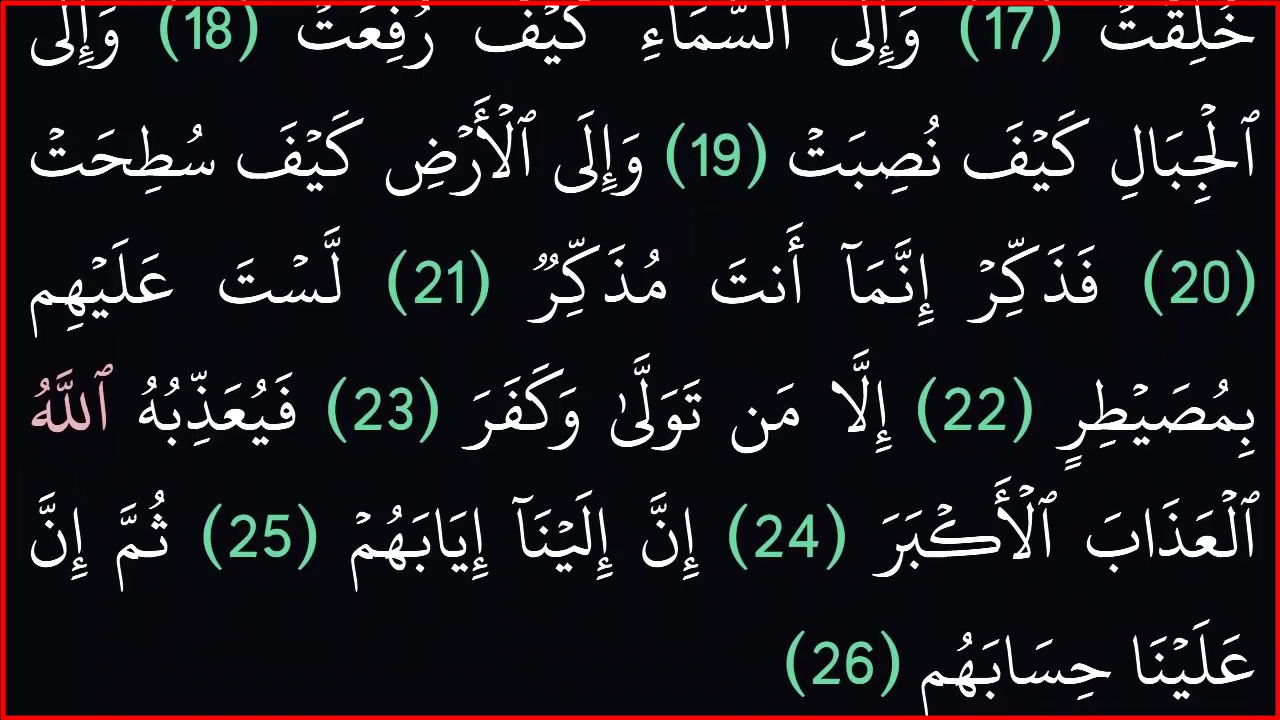 خُلِقَتۡ (17) وَإِلَى ٱلسَّمَآءِ كَيۡفَ رُفِعَتۡ (18) وَإِلَى
ٱلۡجِبَالِ كَيۡفَ نُصِبَتۡ (19) وَإِلَى ٱلۡأَرۡضِ كَيۡفَ سُطِحَتۡ
(20) فَذَكِّرۡ إِنَّمَآ أَنتَ مُذَكِّرٞ (21) لَّسۡتَ عَلَيۡهِم
بِمُصَيۡطِرٍ (22) إِلَّا مَن تَوَلَّىٰ وَكَفَرَ (23) فَيُعَذِّبُهُ ٱللَّهُ
ٱلۡعَذَابَ ٱلۡأَكۡبَرَ (24) إِنَّ إِلَيۡنَآ إِيَابَهُمۡ (25) ثُمَّ إِنَّ
عَلَيۡنَا حِسَابَهُم (26)